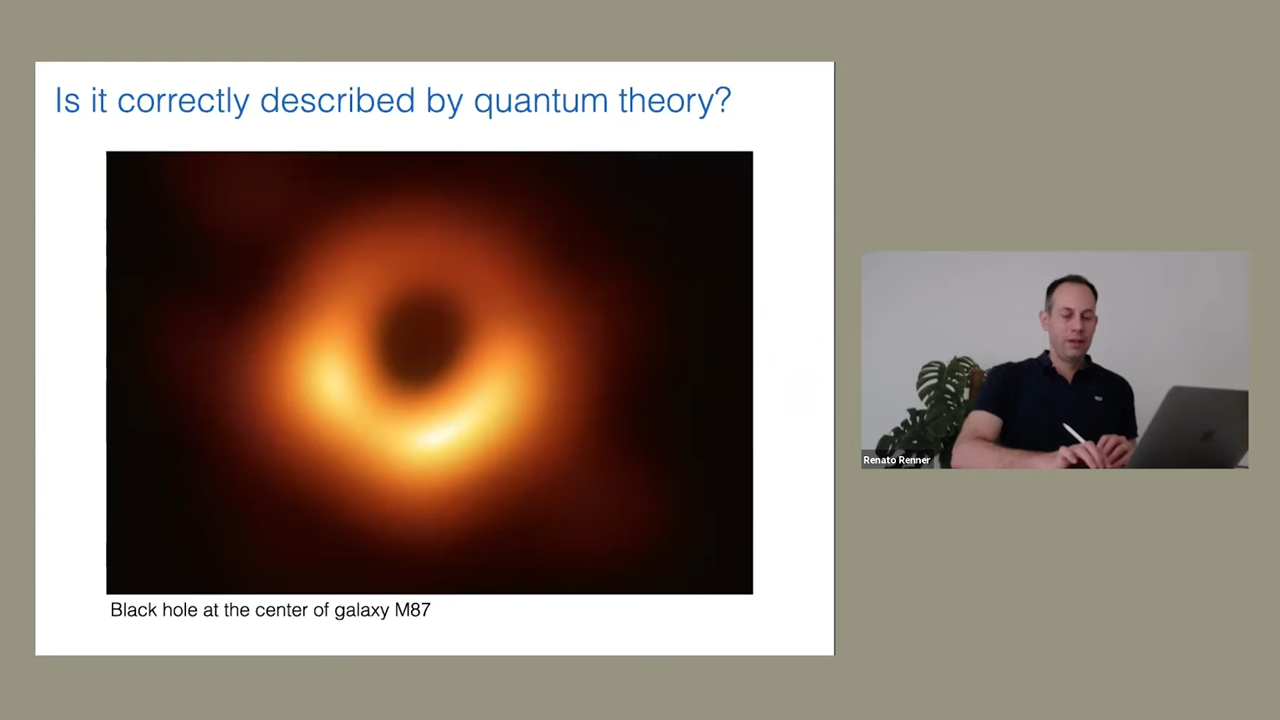 Is it correctly described by quantum theory?
Black hole at the center of galaxy M87
Renato Renner